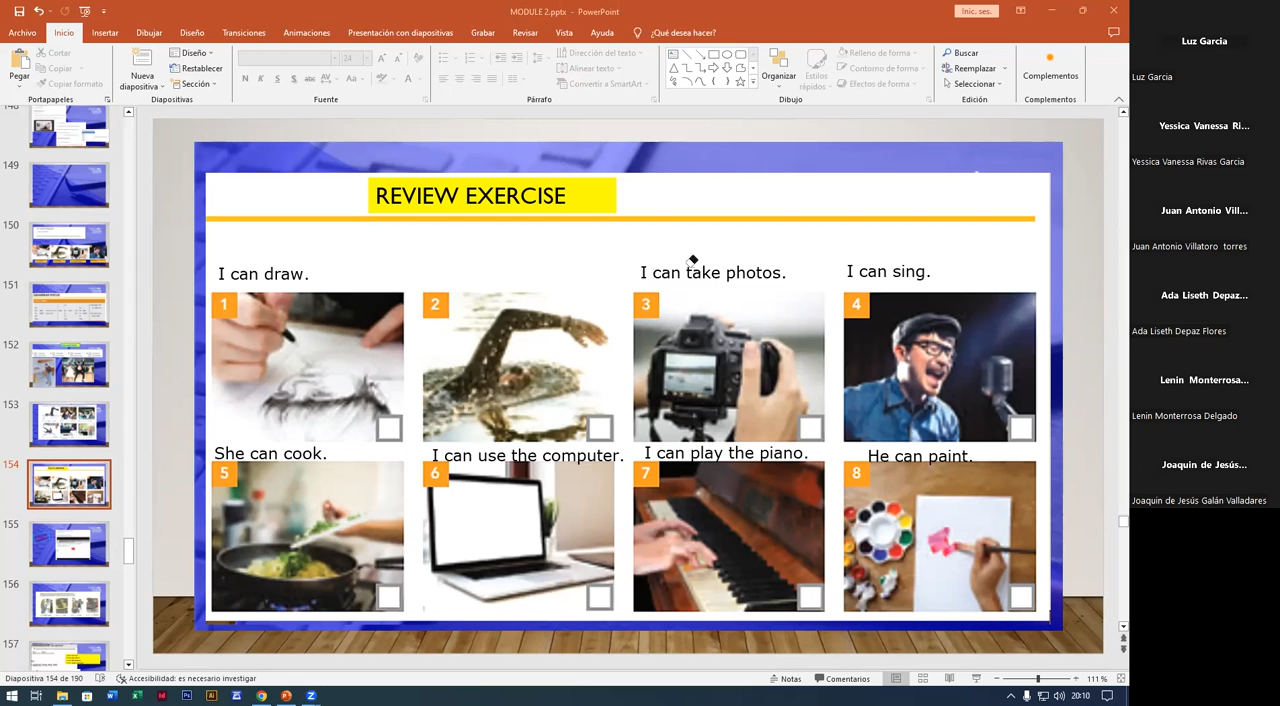 MODULE 2.pptx - PowerPoint
Inic. ses.
Archivo Inicio Insertar Dibujar Diseño Transiciones Animaciones Presentación con diapositivas Grabar Revisar Vista Ayuda ¿Qué desea hacer?
Pegar
Cortar
Copiar
Copiar formato
Portapapeles
Nueva diapositiva
Diseño
Restablecer
Sección
Diapositivas
24
N K S S abc AV Aa A
Fuente
Dirección del texto
Alinear texto
Convertir a SmartArt
Párrafo
Organizar
Estilos rápidos
Relleno de forma
Contorno de forma
Efectos de forma
Dibujo
Buscar
Reemplazar
Seleccionar
Edición
Complementos
Complementos
149
150
151
152
153
154
155
156
157
REVIEW EXERCISE
I can draw.
I can take photos.
I can sing.
1 2 3 4
She can cook.
I can use the computer.
I can play the piano.
He can paint.
5 6 7 8
Luz Garcia
Luz Garcia
Yessica Vanessa Ri...
Yessica Vanessa Rivas Garcia
Juan Antonio Vill...
Juan Antonio Villatoro torres
Ada Liseth Depaz...
Ada Liseth Depaz Flores
Lenin Monterrosa...
Lenin Monterrosa Delgado
Joaquin de Jesús...
Joaquin de Jesús Galán Valladares
Diapositiva 154 de 190
Accesibilidad: es necesario investigar
Notas
Comentarios
111 %
20:10